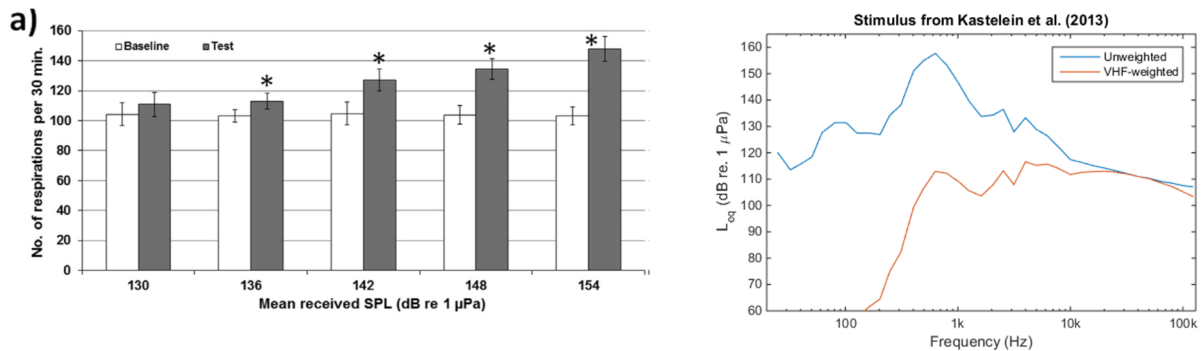 a)
No. of respirations per 30 min.
160
140
120
100
80
60
40
20
0
Baseline
Test
*
*
*
*
130
136
142
148
154
Mean received SPL (dB re 1 µPa)
Stimulus from Kastelein et al. (2013)
L_eq (dB re. 1 µPa)
160
150
140
130
120
110
100
90
80
70
60
Unweighted
VHF-weighted
100
1k
10k
100k
Frequency (Hz)